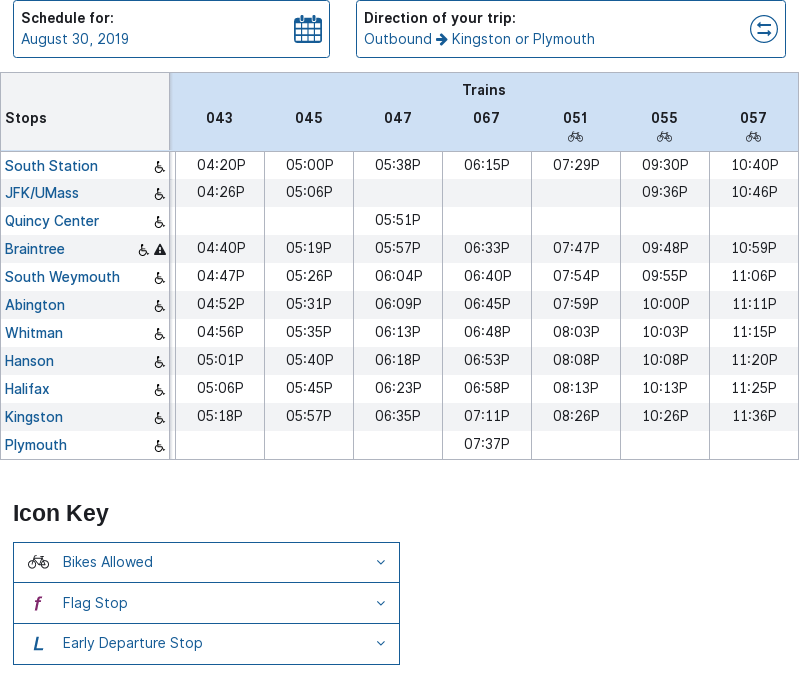 Schedule for:
August 30, 2019
Direction of your trip:
Outbound → Kingston or Plymouth
Trains
Stops 043 045 047 067 051 055 057
South Station 04:20P 05:00P 05:38P 06:15P 07:29P 09:30P 10:40P
JFK/UMass 04:26P 05:06P 09:36P 10:46P
Quincy Center 05:51P
Braintree 04:40P 05:19P 05:57P 06:33P 07:47P 09:48P 10:59P
South Weymouth 04:47P 05:26P 06:04P 06:40P 07:54P 09:55P 11:06P
Abington 04:52P 05:31P 06:09P 06:45P 07:59P 10:00P 11:11P
Whitman 04:56P 05:35P 06:13P 06:48P 08:03P 10:03P 11:15P
Hanson 05:01P 05:40P 06:18P 06:53P 08:08P 10:08P 11:20P
Halifax 05:06P 05:45P 06:23P 06:58P 08:13P 10:13P 11:25P
Kingston 05:18P 05:57P 06:35P 07:11P 08:26P 10:26P 11:36P
Plymouth 07:37P
Icon Key
Bikes Allowed
f Flag Stop
L Early Departure Stop